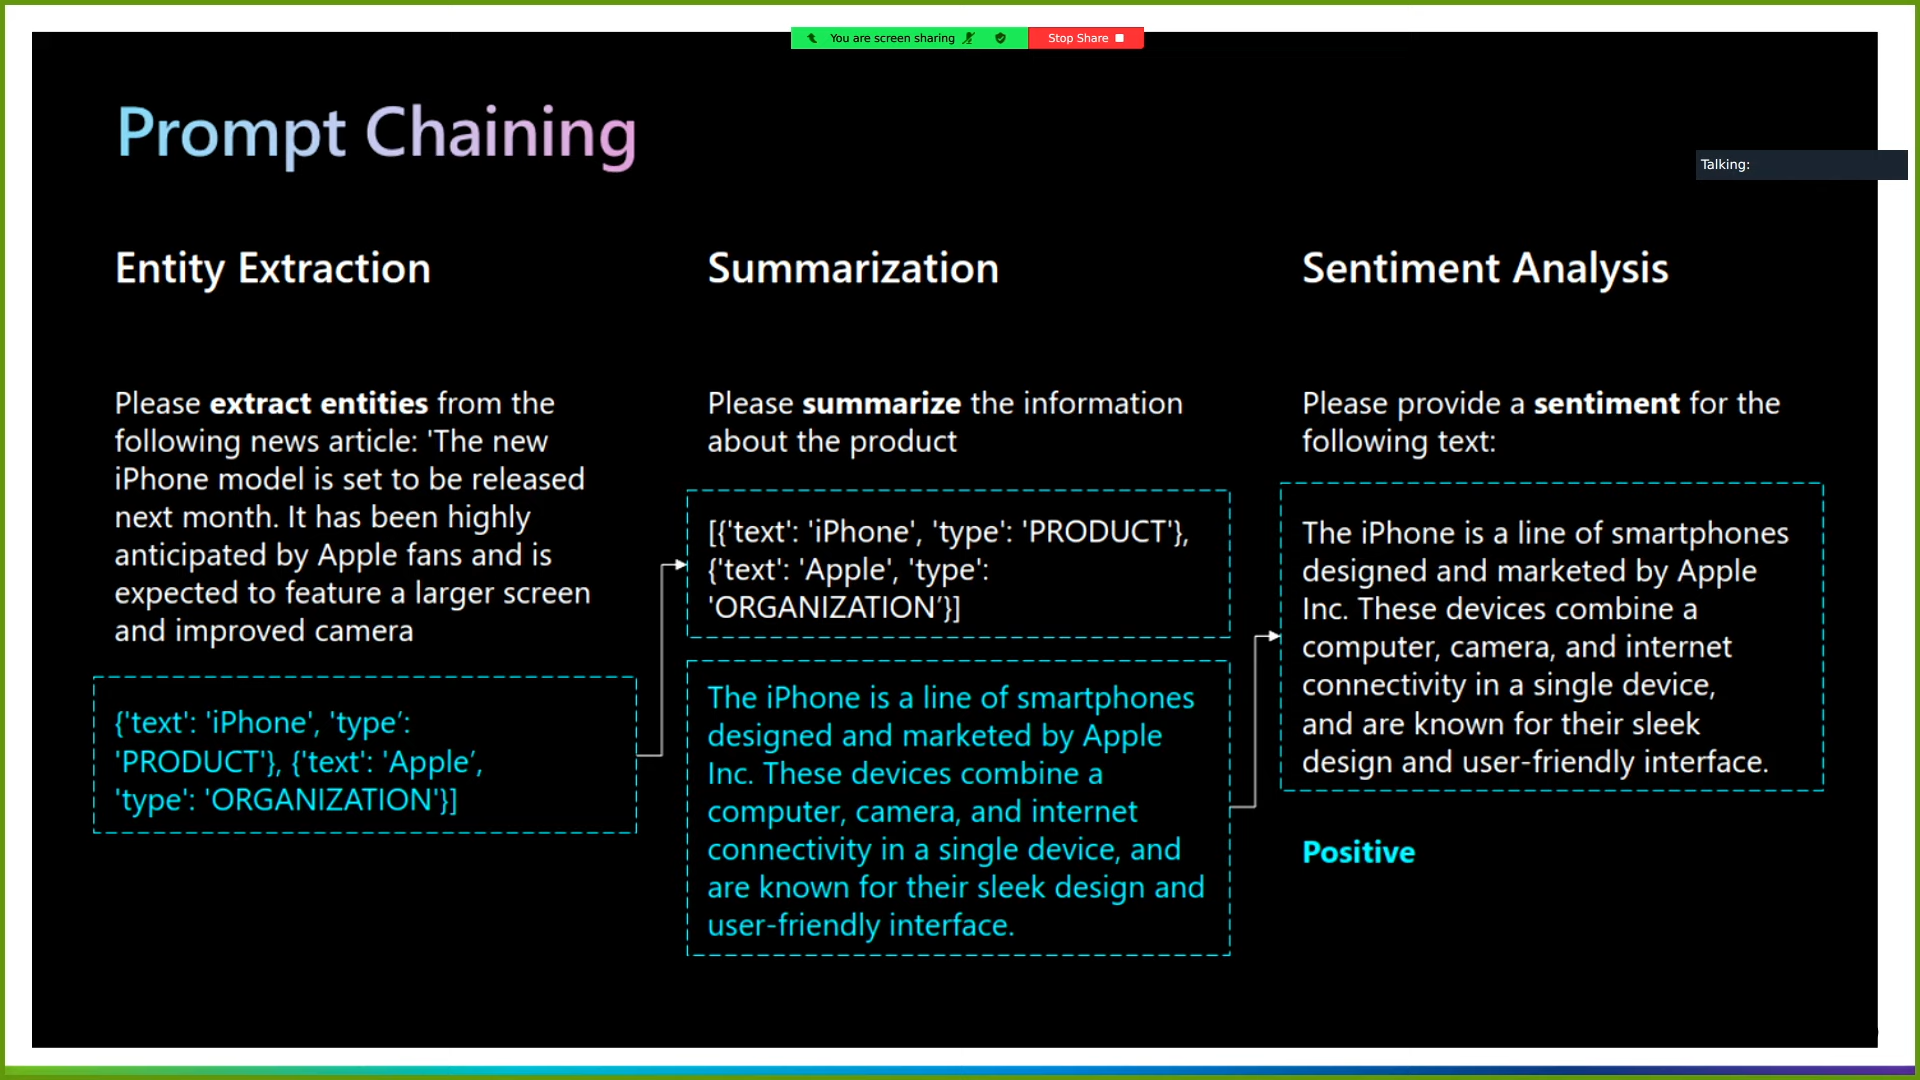 You are screen sharing
Stop Share
Prompt Chaining
Talking:
Entity Extraction
Please extract entities from the
following news article: 'The new
iPhone model is set to be released
next month. It has been highly
anticipated by Apple fans and is
expected to feature a larger screen
and improved camera
{'text': 'iPhone', 'type’:
'PRODUCT'}, {'text': 'Apple’,
'type': 'ORGANIZATION'}]
Summarization
Please summarize the information
about the product
[{'text': 'iPhone', 'type': 'PRODUCT'},
{'text': 'Apple', 'type':
'ORGANIZATION’}]
The iPhone is a line of smartphones
designed and marketed by Apple
Inc. These devices combine a
computer, camera, and internet
connectivity in a single device, and
are known for their sleek design and
user-friendly interface.
Sentiment Analysis
Please provide a sentiment for the
following text:
The iPhone is a line of smartphones
designed and marketed by Apple
Inc. These devices combine a
computer, camera, and internet
connectivity in a single device,
and are known for their sleek
design and user-friendly interface.
Positive